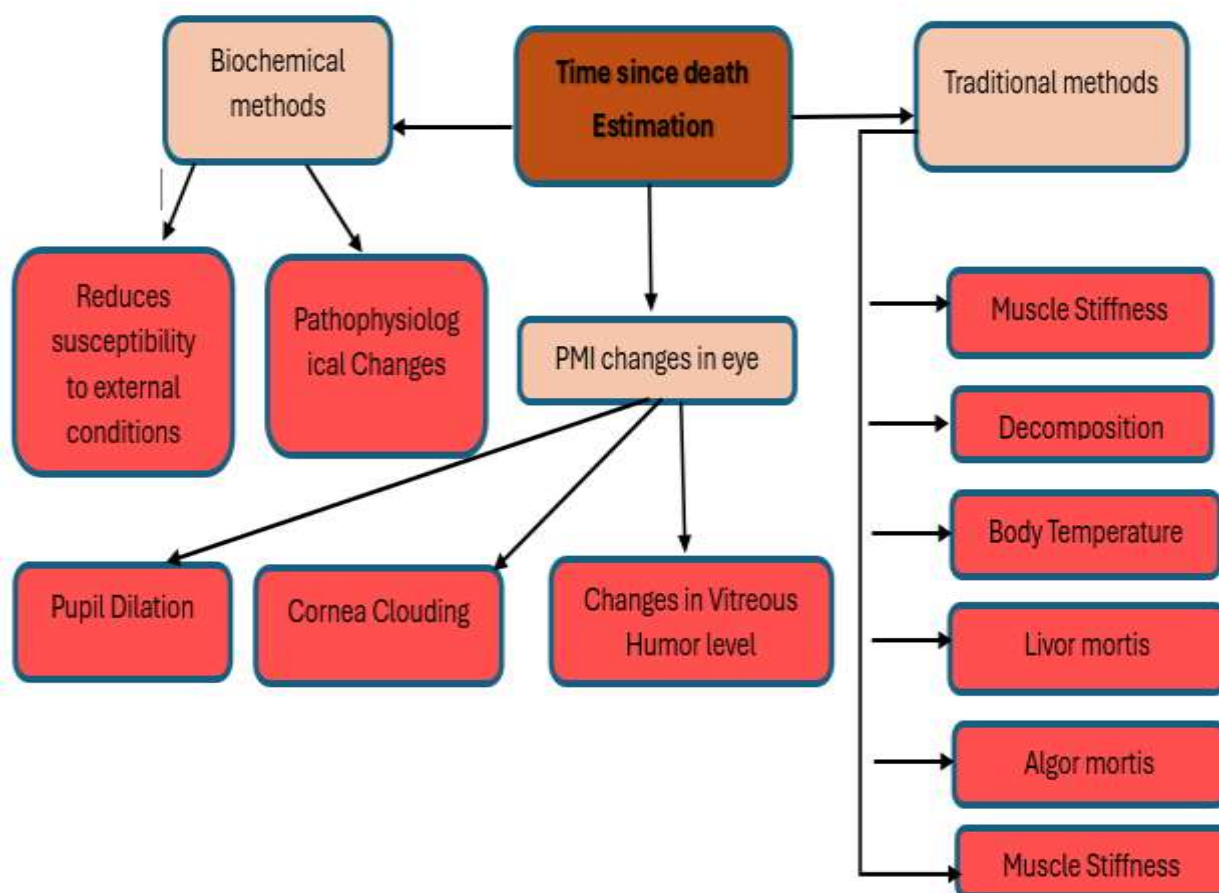 Biochemical
methods
Time since death
Estimation
Traditional methods
Reduces
susceptibility
to external
conditions
Pathophysiolog
ical Changes
PMI changes in eye
Pupil Dilation
Cornea Clouding
Changes in Vitreous
Humor level
Muscle Stiffness
Decomposition
Body Temperature
Livor mortis
Algor mortis
Muscle Stiffness